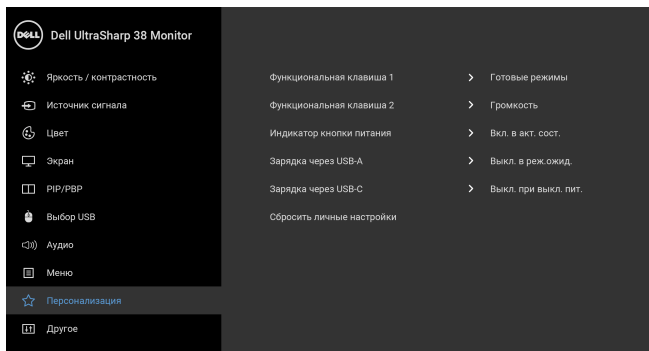 DELL Dell UltraSharp 38 Monitor
Яркость / контрастность Функциональная клавиша 1 Готовые режимы
Источник сигнала Функциональная клавиша 2 Громкость
Цвет Индикатор кнопки питания Вкл. в акт. сост.
Экран Зарядка через USB-A Выкл. в реж.ожид.
PIP/PBP Зарядка через USB-C Выкл. при выкл. пит.
Выбор USB Сбросить личные настройки
Аудио
Меню
Персонализация
Другое